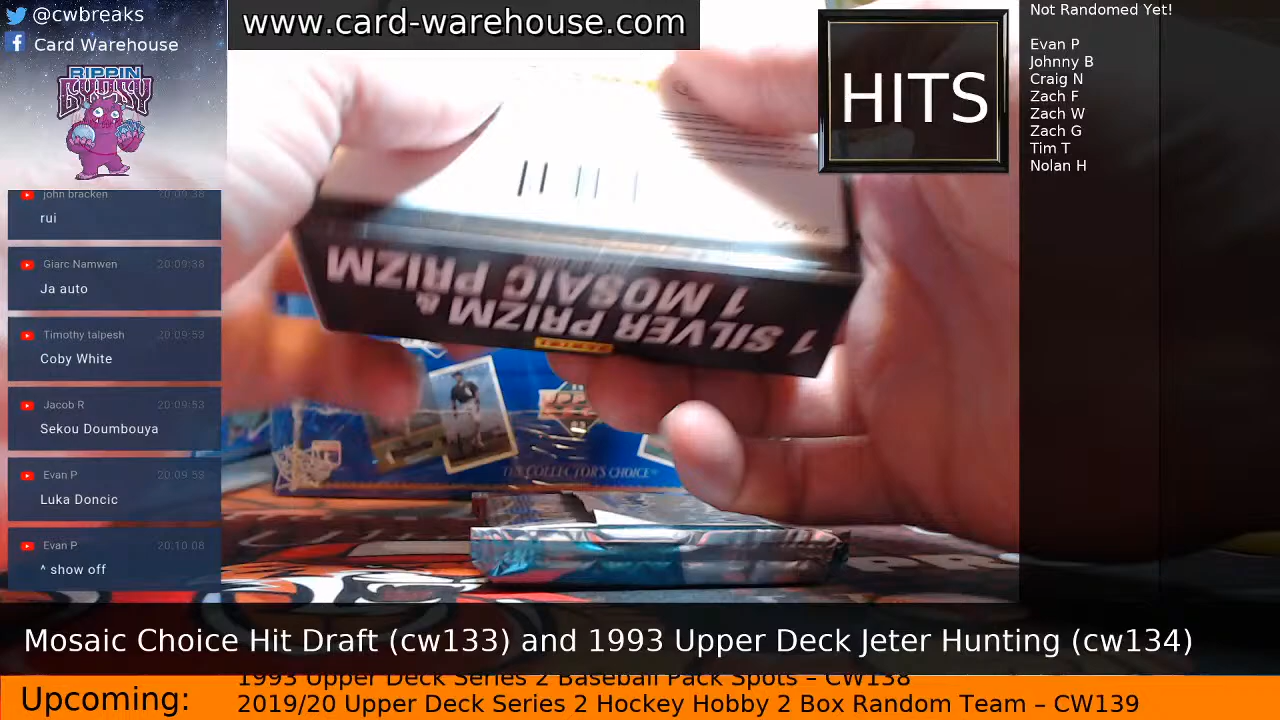 @cwbreaks
Card Warehouse
RIPPIN
www.card-warehouse.com
HITS
Not Randomed Yet!
Evan P
Johnny B
Craig N
Zach F
Zach W
Zach G
Tim T
Nolan H
john bracken 20:09:38
rui
Giarc Namwen 20:09:38
Ja auto
Timothy talpesh 20:09:53
Coby White
Jacob R 20:09:53
Sekou Doumbouya
Evan P 20:09:53
Luka Doncic
Evan P 20:10:08
^ show off
1 SILVER PRIZM &
1 MOSAIC PRIZM
PANINI
THE COLLECTOR'S CHOICE
Mosaic Choice Hit Draft (cw133) and 1993 Upper Deck Jeter Hunting (cw134)
Upcoming:
1993 Upper Deck Series 2 Baseball Pack Spots – CW138
2019/20 Upper Deck Series 2 Hockey Hobby 2 Box Random Team – CW139